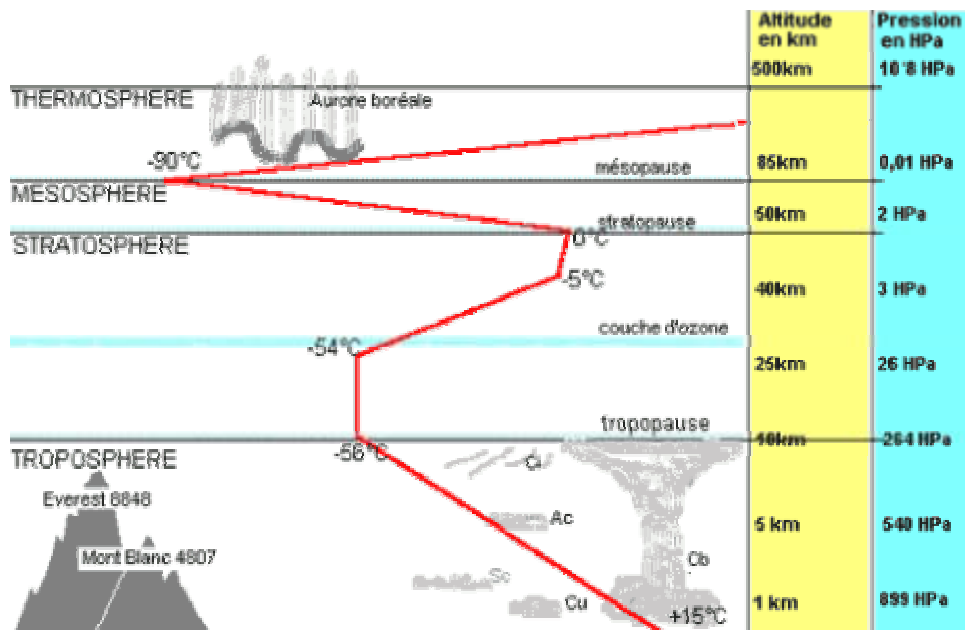 Altitude
en km
Pression
en HPa
500km
10^8 HPa
THERMOSPHERE
Aurore boréale
-90°C
mésopause
85km
0,01 HPa
MESOSPHERE
stratopause
50km
2 HPa
STRATOSPHERE
0°C
-5°C
40km
3 HPa
couche d'ozone
-54°C
25km
26 HPa
tropopause
10km
264 HPa
-56°C
TROPOSPHERE
Ci
Everest 8848
Ac
5 km
540 HPa
Mont Blanc 4807
Cb
Sc
Cu
1 km
899 HPa
+15°C